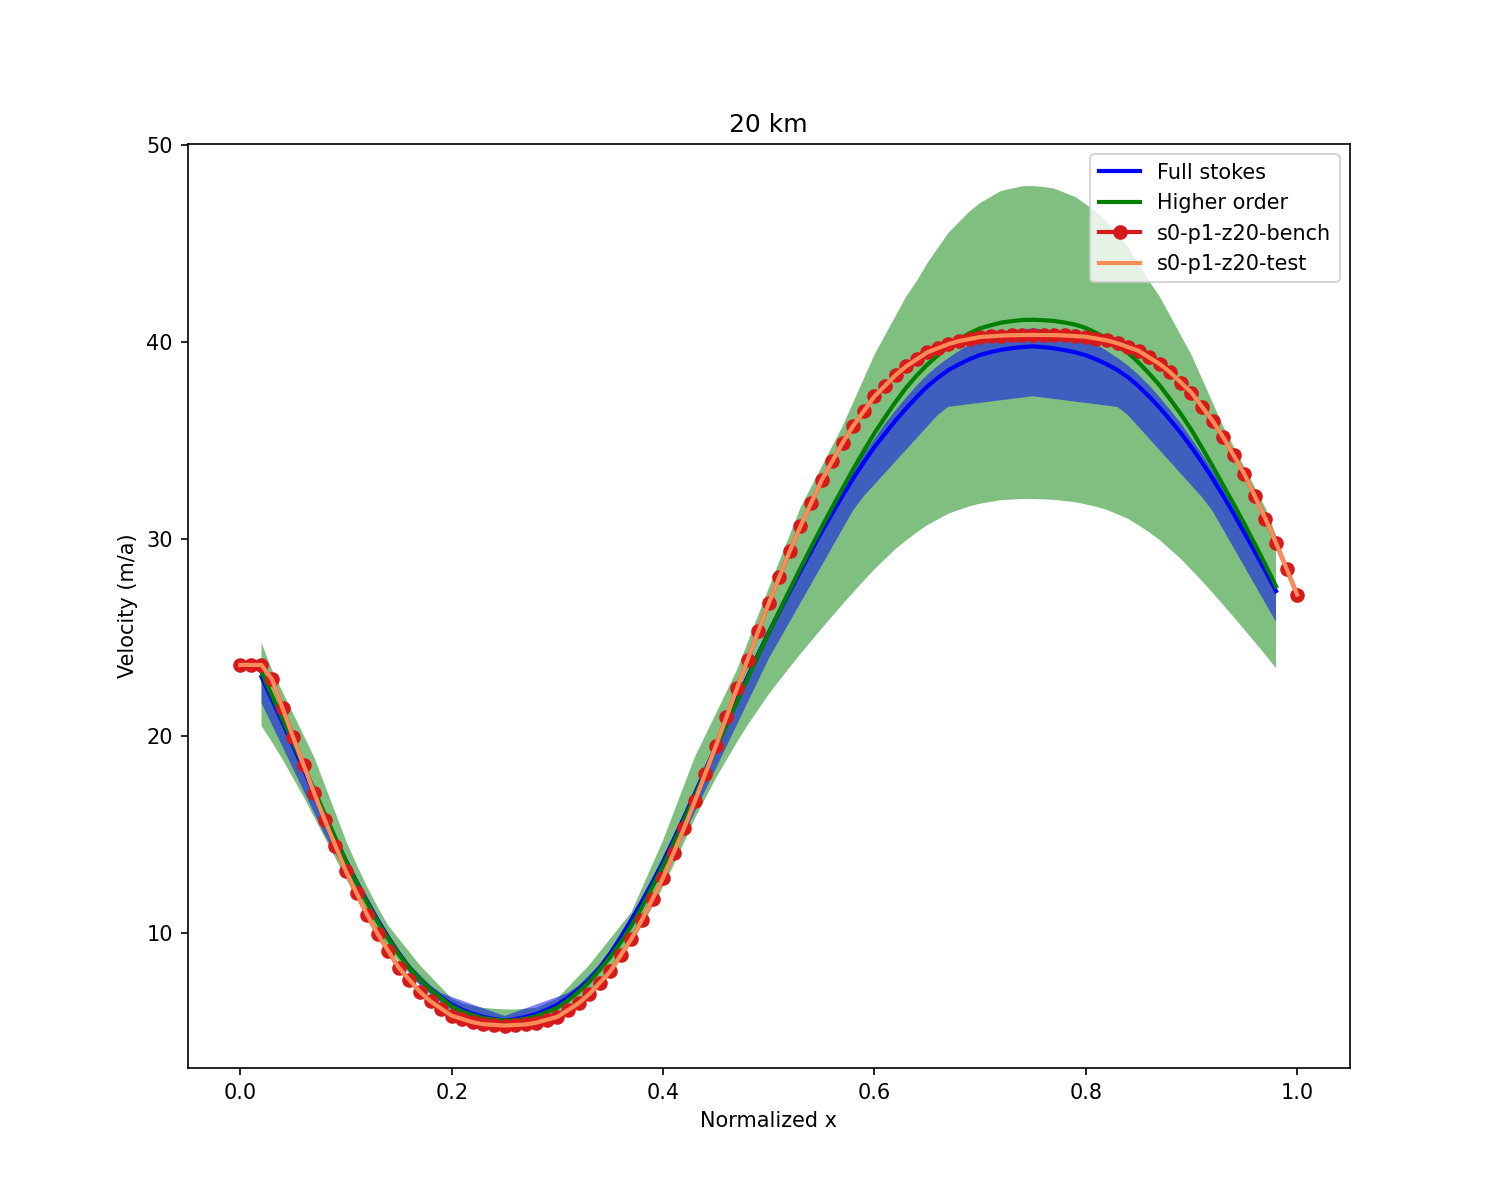 20 km
50
40
30
20
10
Velocity (m/a)
Full stokes
Higher order
s0-p1-z20-bench
s0-p1-z20-test
0.0 0.2 0.4 0.6 0.8 1.0
Normalized x